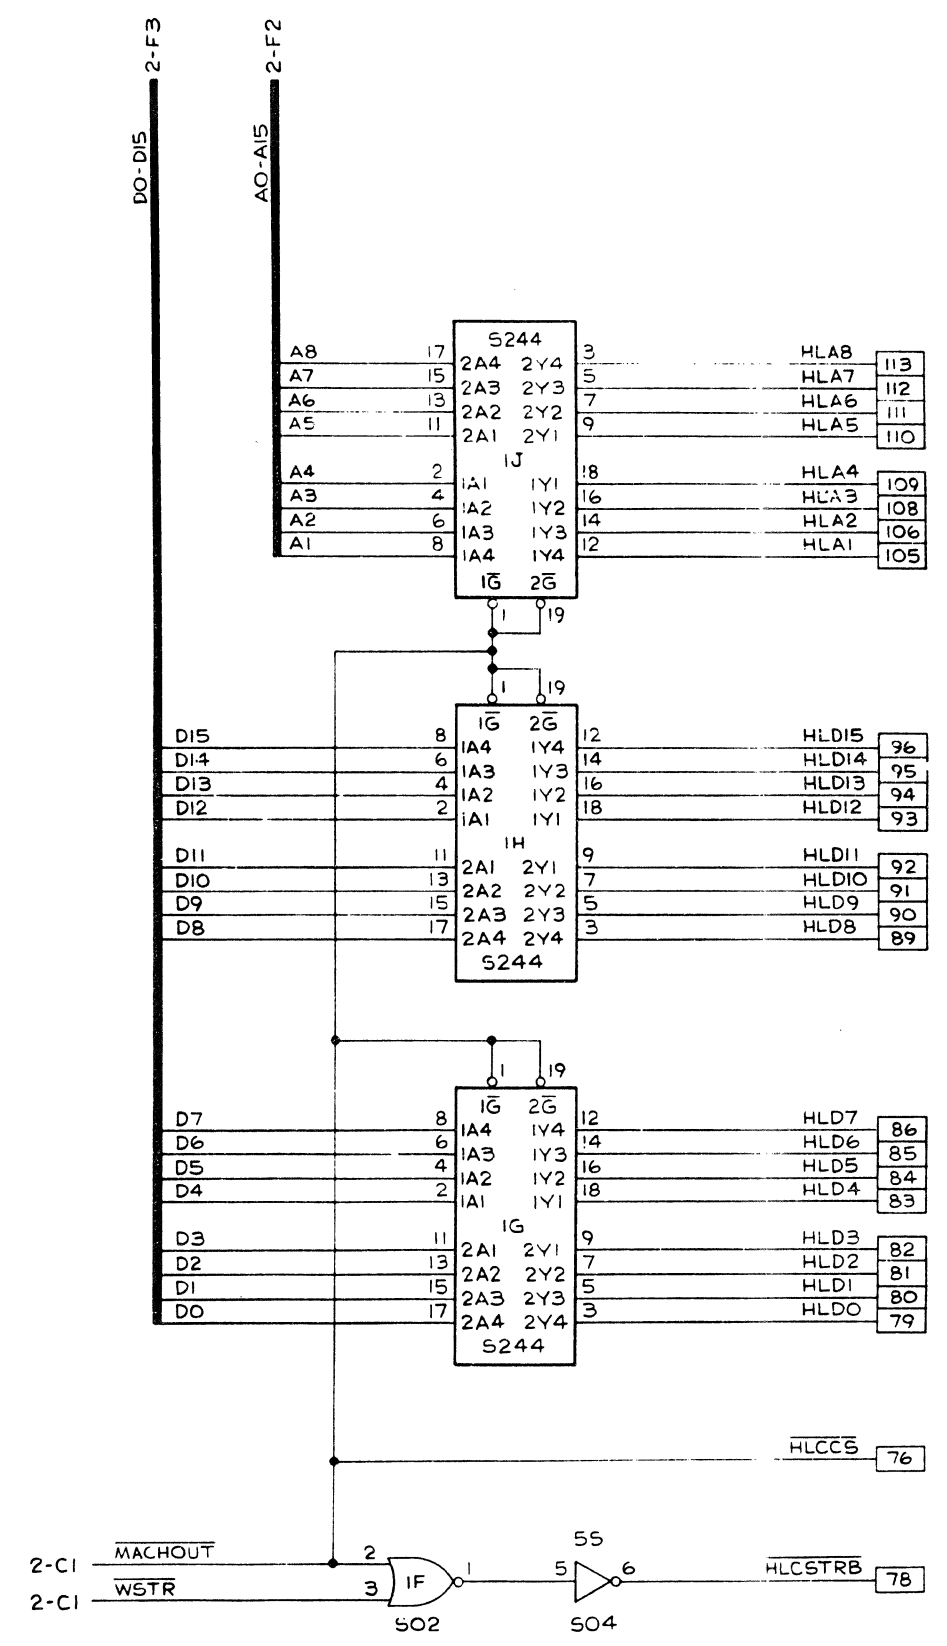 2-F3
2-F2
D0-D15
A0-A15
S244
A8 17 2A4 2Y4 3 HLA8 113
A7 15 2A3 2Y3 5 HLA7 112
A6 13 2A2 2Y2 7 HLA6 111
A5 11 2A1 2Y1 9 HLA5 110
1J
A4 2 1A1 1Y1 18 HLA4 109
A3 4 1A2 1Y2 16 HLA3 108
A2 6 1A3 1Y3 14 HLA2 106
A1 8 1A4 1Y4 12 HLA1 105
1G̅ 2G̅
1 19
1 19
1G̅ 2G̅
D15 8 1A4 1Y4 12 HLD15 96
D14 6 1A3 1Y3 14 HLD14 95
D13 4 1A2 1Y2 16 HLD13 94
D12 2 1A1 1Y1 18 HLD12 93
1H
D11 11 2A1 2Y1 9 HLD11 92
D10 13 2A2 2Y2 7 HLD10 91
D9 15 2A3 2Y3 5 HLD9 90
D8 17 2A4 2Y4 3 HLD8 89
S244
1 19
1G̅ 2G̅
D7 8 1A4 1Y4 12 HLD7 86
D6 6 1A3 1Y3 14 HLD6 85
D5 4 1A2 1Y2 16 HLD5 84
D4 2 1A1 1Y1 18 HLD4 83
1G
D3 11 2A1 2Y1 9 HLD3 82
D2 13 2A2 2Y2 7 HLD2 81
D1 15 2A3 2Y3 5 HLD1 80
D0 17 2A4 2Y4 3 HLD0 79
S244
H̅L̅C̅C̅S̅ 76
5S
2-C1 M̅A̅C̅H̅O̅U̅T̅ 2
1F 1 5 6 H̅L̅C̅S̅T̅R̅B̅ 78
2-C1 W̅S̅T̅R̅ 3
S02 S04